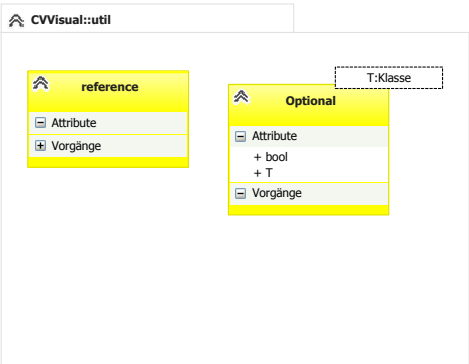 CVVisual::util
reference
Attribute
Vorgänge
T:Klasse
Optional
Attribute
+ bool
+ T
Vorgänge